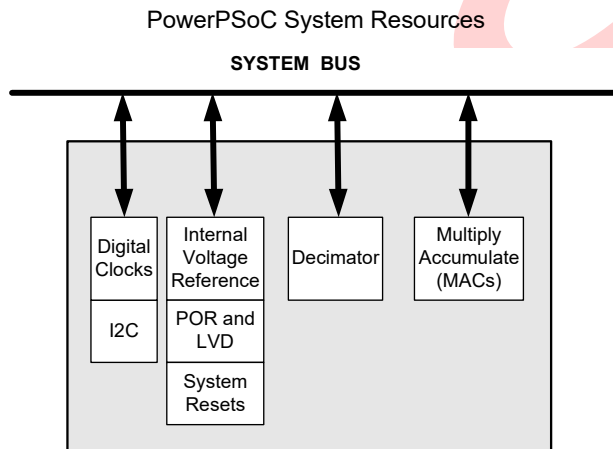 PowerPSoC System Resources
SYSTEM BUS
Digital
Clocks
I2C
Internal
Voltage
Reference
POR and
LVD
System
Resets
Decimator
Multiply
Accumulate
(MACs)